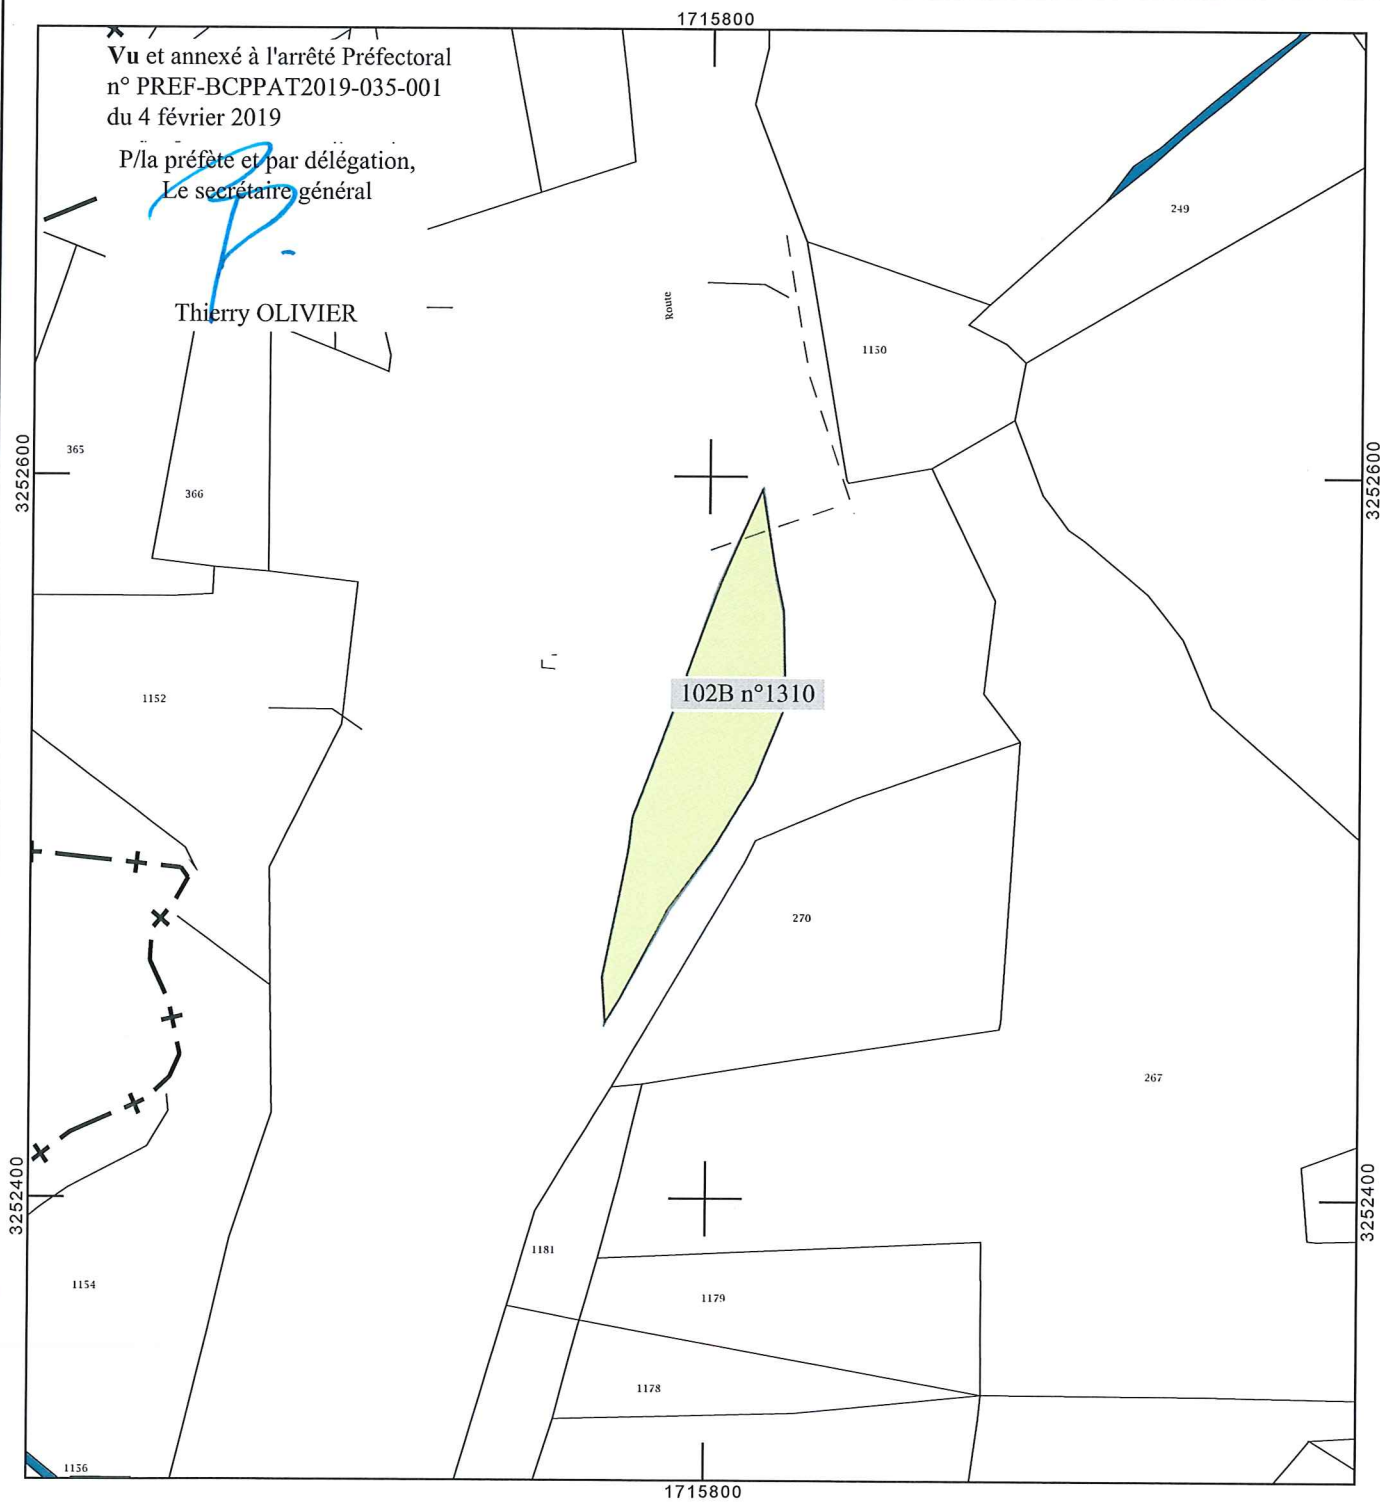 1715800
Vu et annexé à l'arrêté Préfectoral
n° PREF-BCPPAT2019-035-001
du 4 février 2019
P/la préfète et par délégation,
Le secrétaire général
Thierry OLIVIER
249
Route
1150
3252600
365
366
3252600
102B n°1310
1152
270
267
3252400
3252400
1181
1154
1179
1178
1156
1715800